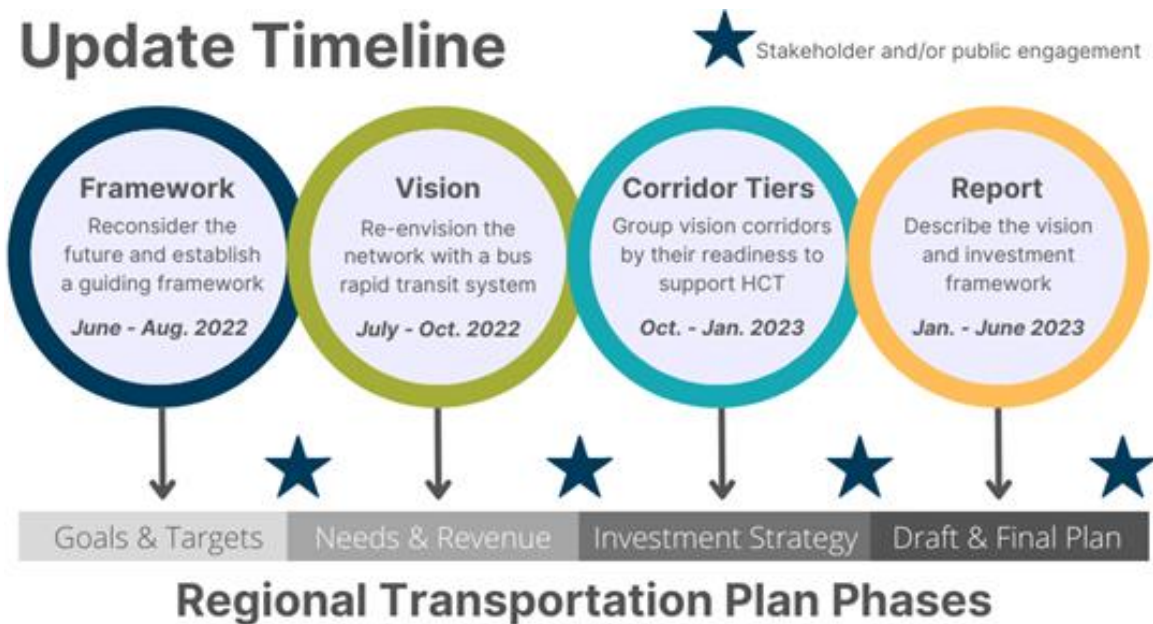 Update Timeline
Stakeholder and/or public engagement
Framework
Reconsider the
future and establish
a guiding framework
June - Aug. 2022
Vision
Re-envision the
network with a bus
rapid transit system
July - Oct. 2022
Corridor Tiers
Group vision corridors
by their readiness to
support HCT
Oct. - Jan. 2023
Report
Describe the vision
and investment
framework
Jan. - June 2023
Goals & Targets
Needs & Revenue
Investment Strategy
Draft & Final Plan
Regional Transportation Plan Phases